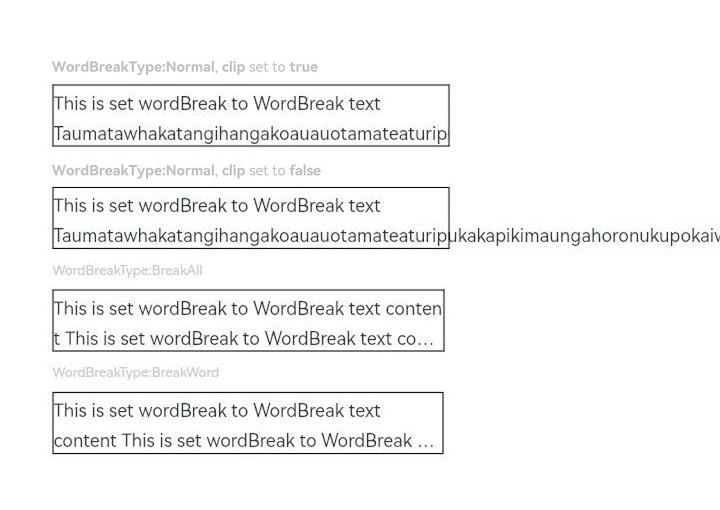 WordBreakType:Normal, clip set to true
This is set wordBreak to WordBreak text
Taumatawhakatangihangakoauauotamateaturip
WordBreakType:Normal, clip set to false
This is set wordBreak to WordBreak text
Taumatawhakatangihangakoauauotamateaturipukakapikimaungahoronukupokaiw
WordBreakType:BreakAll
This is set wordBreak to WordBreak text conten
t This is set wordBreak to WordBreak text co...
WordBreakType:BreakWord
This is set wordBreak to WordBreak text
content This is set wordBreak to WordBreak ...